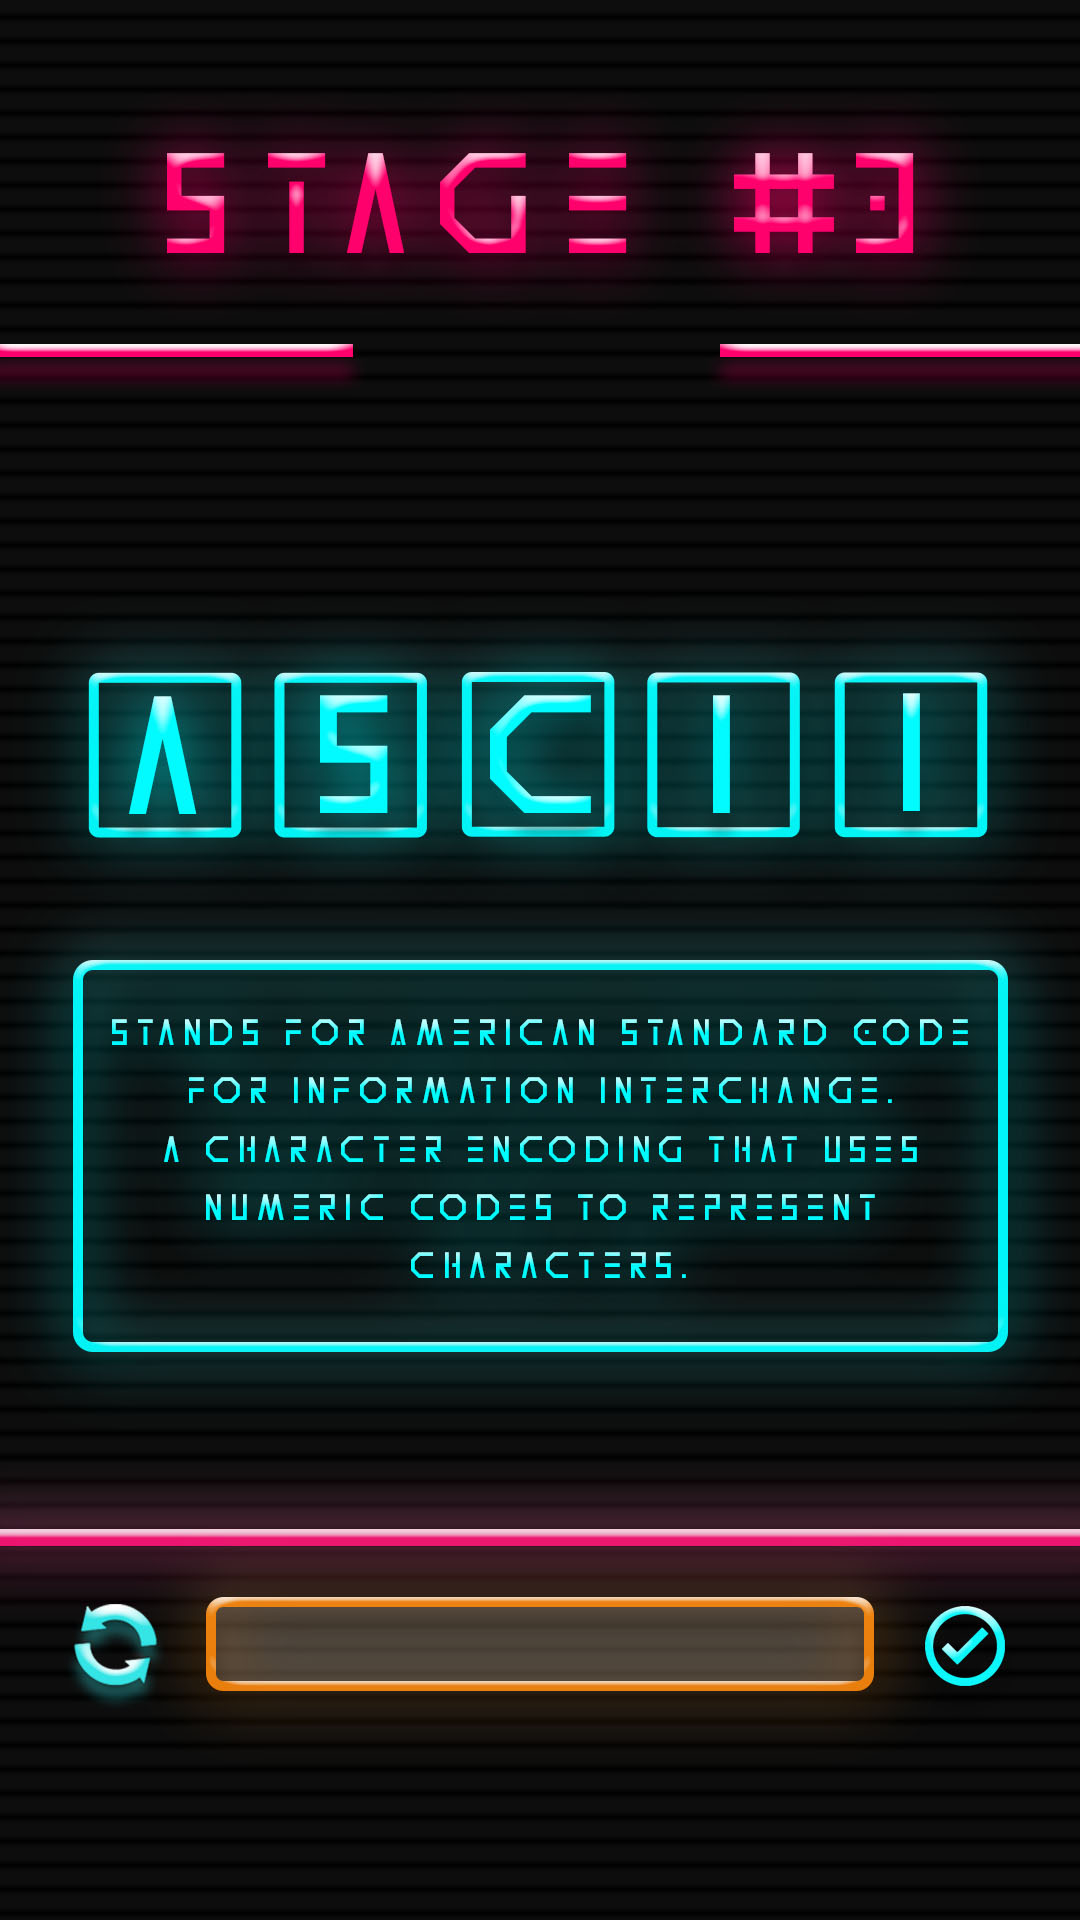 STAGE #3
ASCII
STANDS FOR AMERICAN STANDARD CODE
FOR INFORMATION INTERCHANGE.
A CHARACTER ENCODING THAT USES
NUMERIC CODES TO REPRESENT
CHARACTERS.